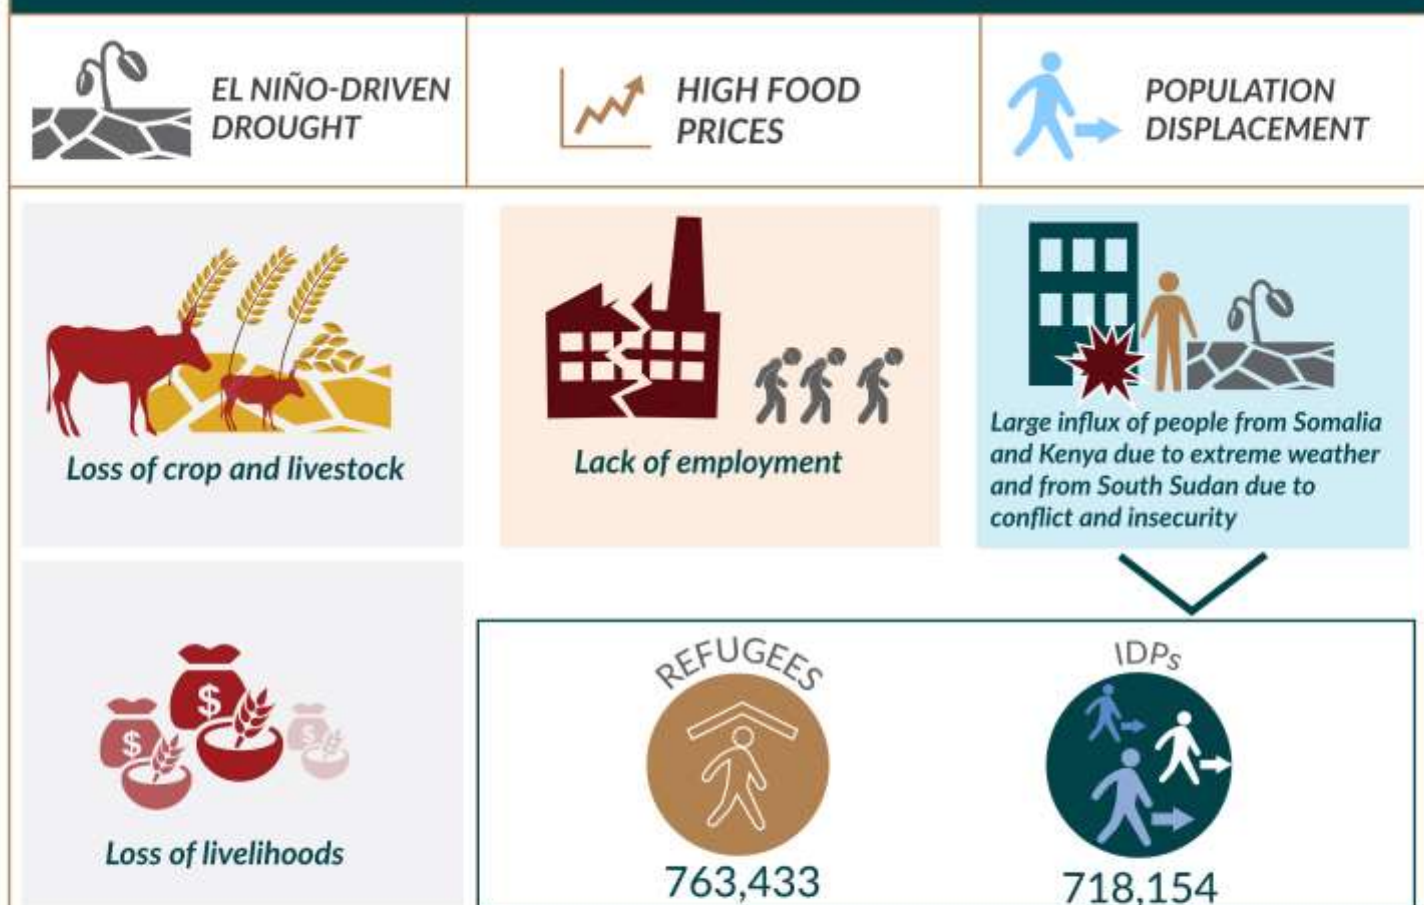 EL NIÑO-DRIVEN
DROUGHT
HIGH FOOD
PRICES
POPULATION
DISPLACEMENT
Loss of crop and livestock
Lack of employment
Large influx of people from Somalia
and Kenya due to extreme weather
and from South Sudan due to
conflict and insecurity
$
$
$
Loss of livelihoods
REFUGEES
763,433
IDPs
718,154